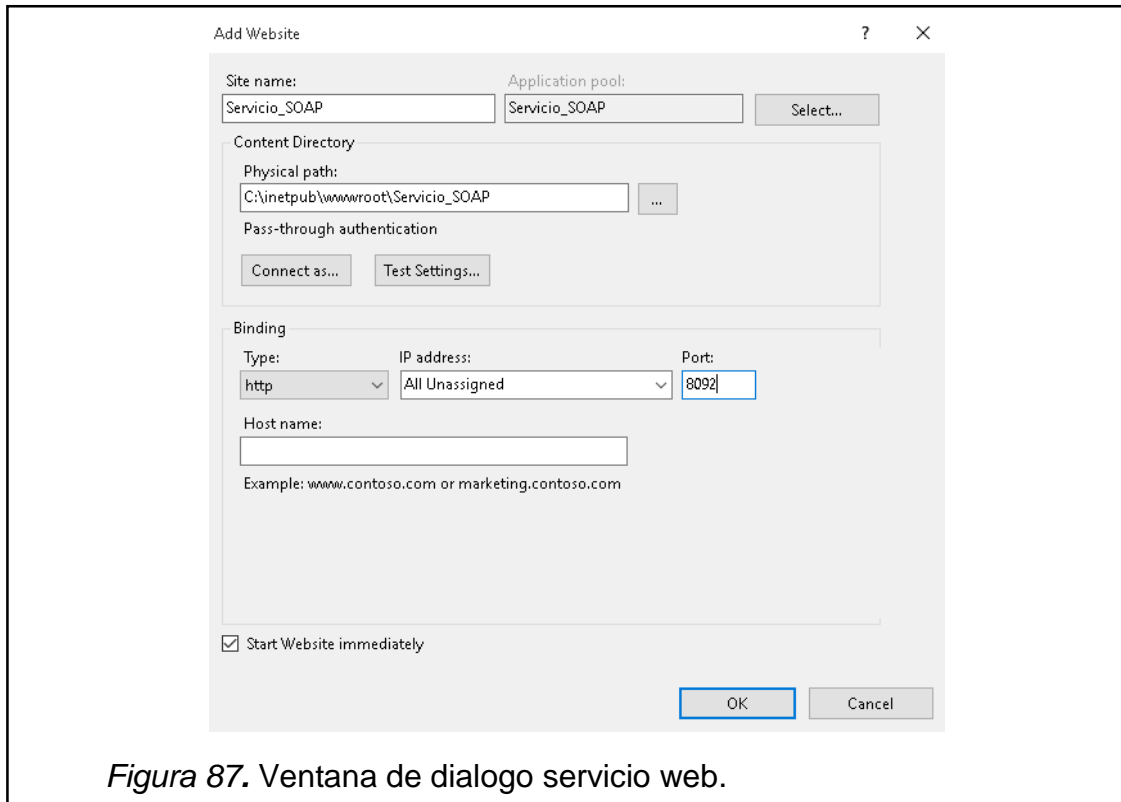 Add Website ? ✕
Site name: Application pool:
Servicio_SOAP Servicio_SOAP Select...
Content Directory
Physical path:
C:\inetpub\wwwroot\Servicio_SOAP ...
Pass-through authentication
Connect as... Test Settings...
Binding
Type: IP address: Port:
http All Unassigned 8092
Host name:
Example: www.contoso.com or marketing.contoso.com
Start Website immediately
OK Cancel
Figura 87. Ventana de dialogo servicio web.